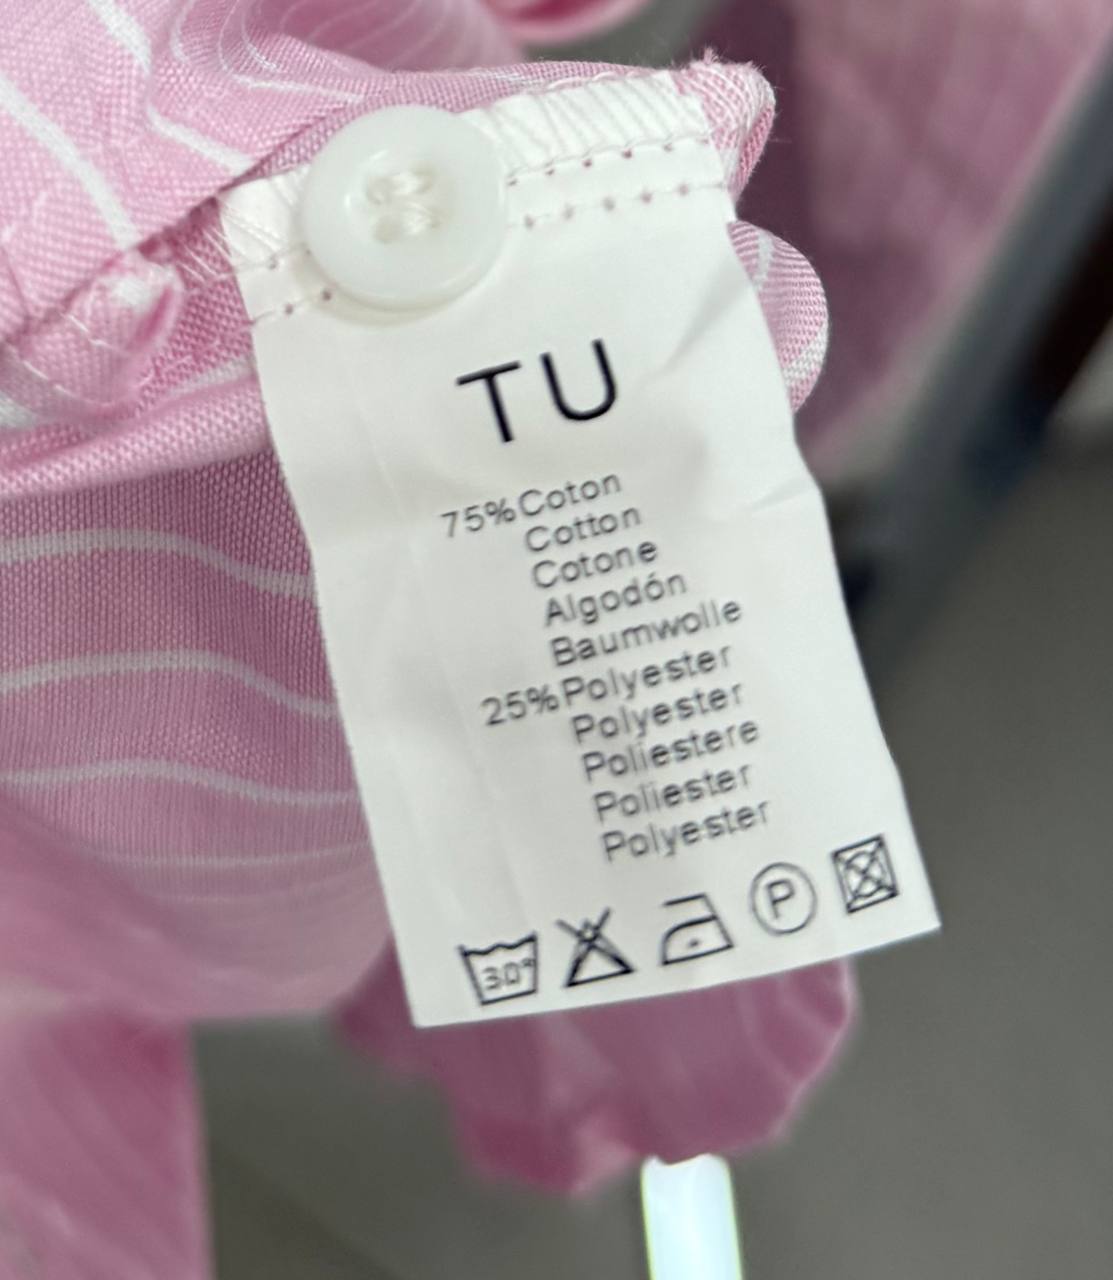 TU
75%Coton
Cotton
Cotone
Algodón
Baumwolle
25%Polyester
Polyester
Poliestere
Poliester
Polyester
30° P